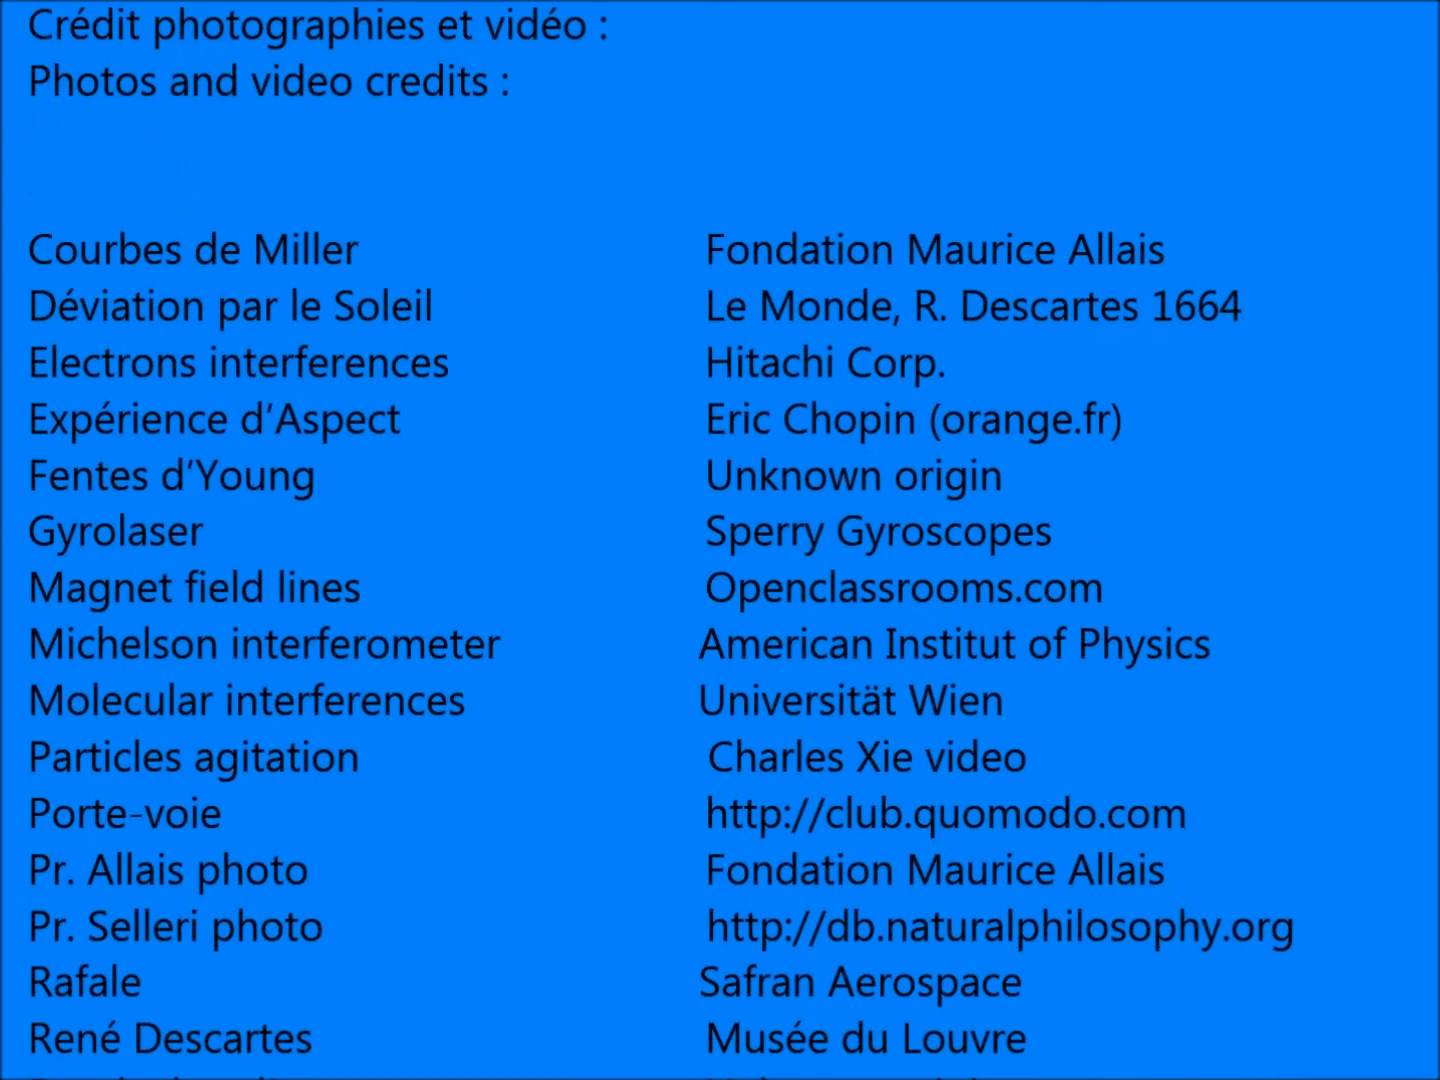 Crédit photographies et vidéo :
Photos and video credits :
Courbes de Miller Fondation Maurice Allais
Déviation par le Soleil Le Monde, R. Descartes 1664
Electrons interferences Hitachi Corp.
Expérience d'Aspect Eric Chopin (orange.fr)
Fentes d'Young Unknown origin
Gyrolaser Sperry Gyroscopes
Magnet field lines Openclassrooms.com
Michelson interferometer American Institut of Physics
Molecular interferences Universität Wien
Particles agitation Charles Xie video
Porte-voie http://club.quomodo.com
Pr. Allais photo Fondation Maurice Allais
Pr. Selleri photo http://db.naturalphilosophy.org
Rafale Safran Aerospace
René Descartes Musée du Louvre